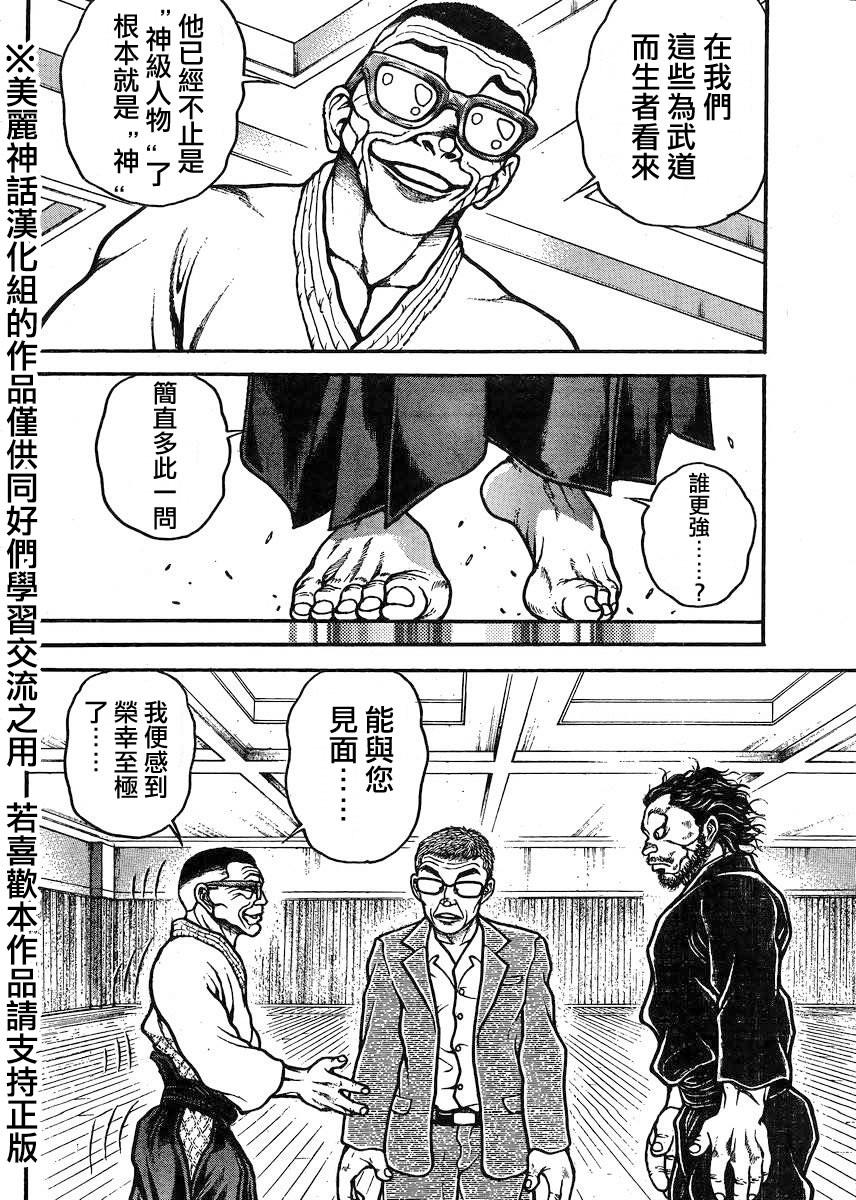 在我們
這些為武道
而生者看來
他已經不止是
”神級人物“了
根本就是”神“
誰更強……？
簡直多此一問
能與您
見面……
我便感到
榮幸至極
了……
※美麗神話漢化組的作品僅供同好們學習交流之用－若喜歡本作品請支持正版－